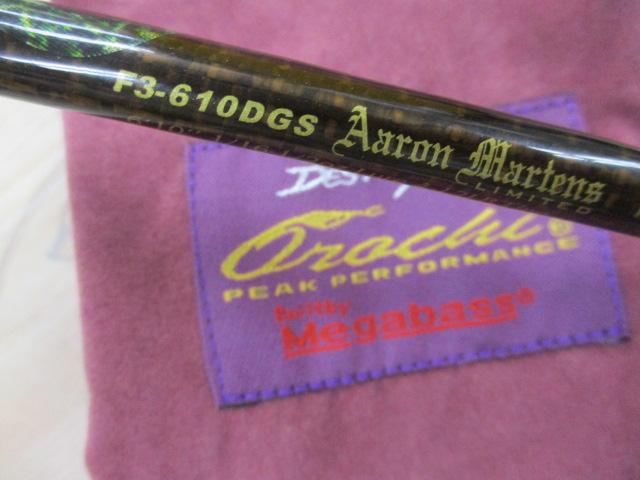 F3-610DGS Aaron Martens
LIMITED
Orochi
PEAK PERFORMANCE
Built by
Megabass®